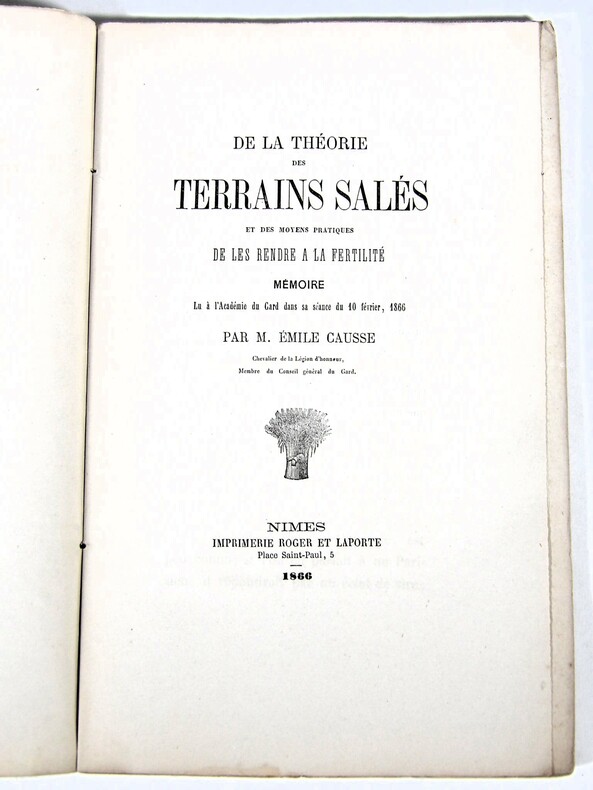 DE LA THÉORIE
DES
TERRAINS SALÉS
ET DES MOYENS PRATIQUES
DE LES RENDRE A LA FERTILITÉ
MÉMOIRE
Lu à l'Académie du Gard dans sa séance du 10 février, 1866
PAR M. ÉMILE CAUSSE
Chevalier de la Légion d'honneur,
Membre du Conseil général du Gard.
NIMES
IMPRIMERIE ROGER ET LAPORTE
Place Saint-Paul, 5
1866